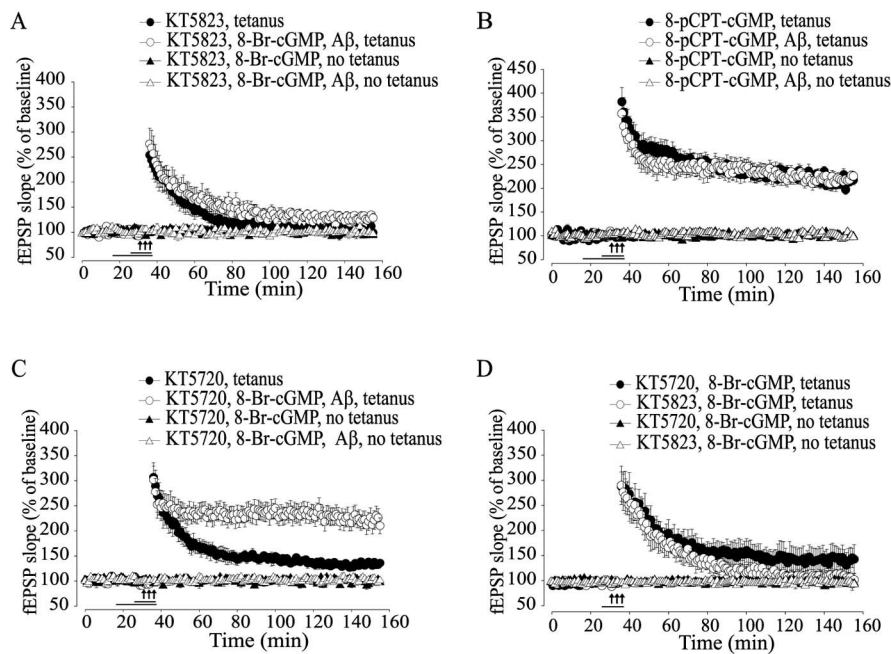 A
KT5823, tetanus
KT5823, 8-Br-cGMP, Aβ, tetanus
KT5823, 8-Br-cGMP, no tetanus
KT5823, 8-Br-cGMP, Aβ, no tetanus
fEPSP slope (% of baseline)
400
350
300
250
200
150
100
50
0 20 40 60 80 100 120 140 160
Time (min)
B
8-pCPT-cGMP, tetanus
8-pCPT-cGMP, Aβ, tetanus
8-pCPT-cGMP, no tetanus
8-pCPT-cGMP, Aβ, no tetanus
fEPSP slope (% of baseline)
450
400
350
300
250
200
150
100
50
0 20 40 60 80 100 120 140 160
Time (min)
C
KT5720, tetanus
KT5720, 8-Br-cGMP, Aβ, tetanus
KT5720, 8-Br-cGMP, no tetanus
KT5720, 8-Br-cGMP, Aβ, no tetanus
fEPSP slope (% of baseline)
400
350
300
250
200
150
100
50
0 20 40 60 80 100 120 140 160
Time (min)
D
KT5720, 8-Br-cGMP, tetanus
KT5823, 8-Br-cGMP, tetanus
KT5720, 8-Br-cGMP, no tetanus
KT5823, 8-Br-cGMP, no tetanus
fEPSP slope (% of baseline)
400
350
300
250
200
150
100
50
0 20 40 60 80 100 120 140 160
Time (min)